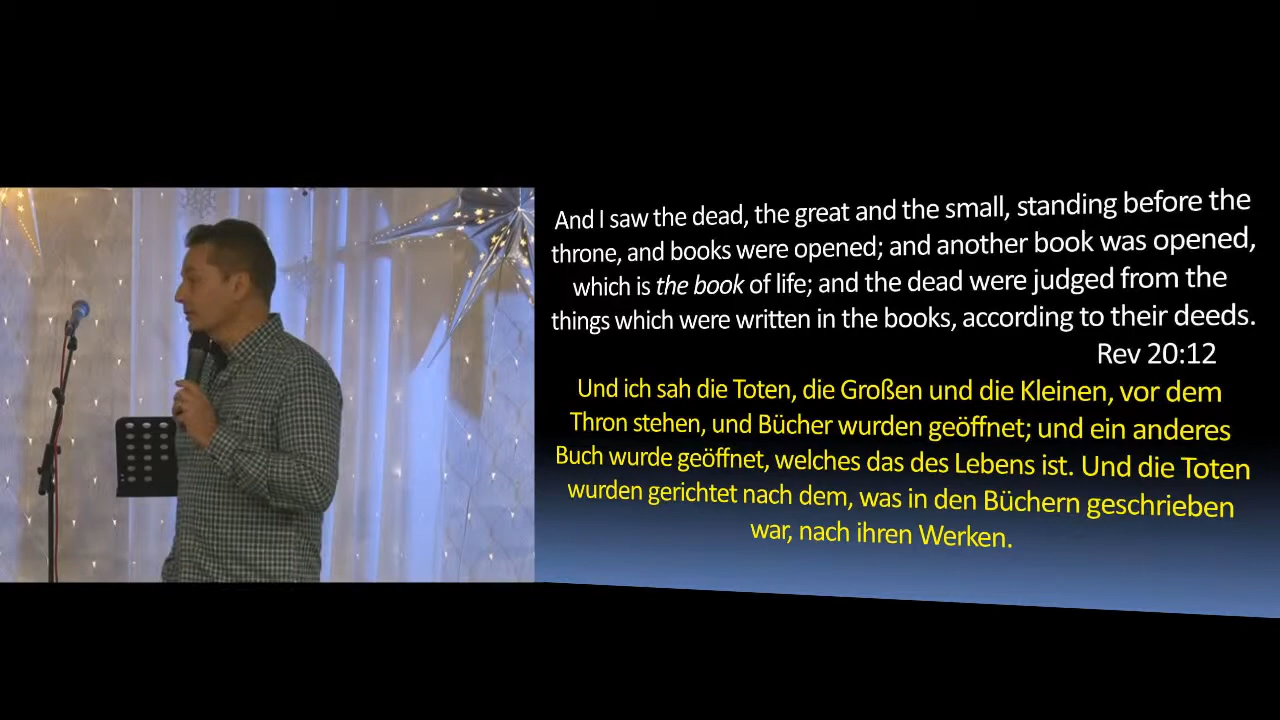 And I saw the dead, the great and the small, standing before the
throne, and books were opened; and another book was opened,
which is the book of life; and the dead were judged from the
things which were written in the books, according to their deeds.
Rev 20:12
Und ich sah die Toten, die Großen und die Kleinen, vor dem
Thron stehen, und Bücher wurden geöffnet; und ein anderes
Buch wurde geöffnet, welches das des Lebens ist. Und die Toten
wurden gerichtet nach dem, was in den Büchern geschrieben
war, nach ihren Werken.